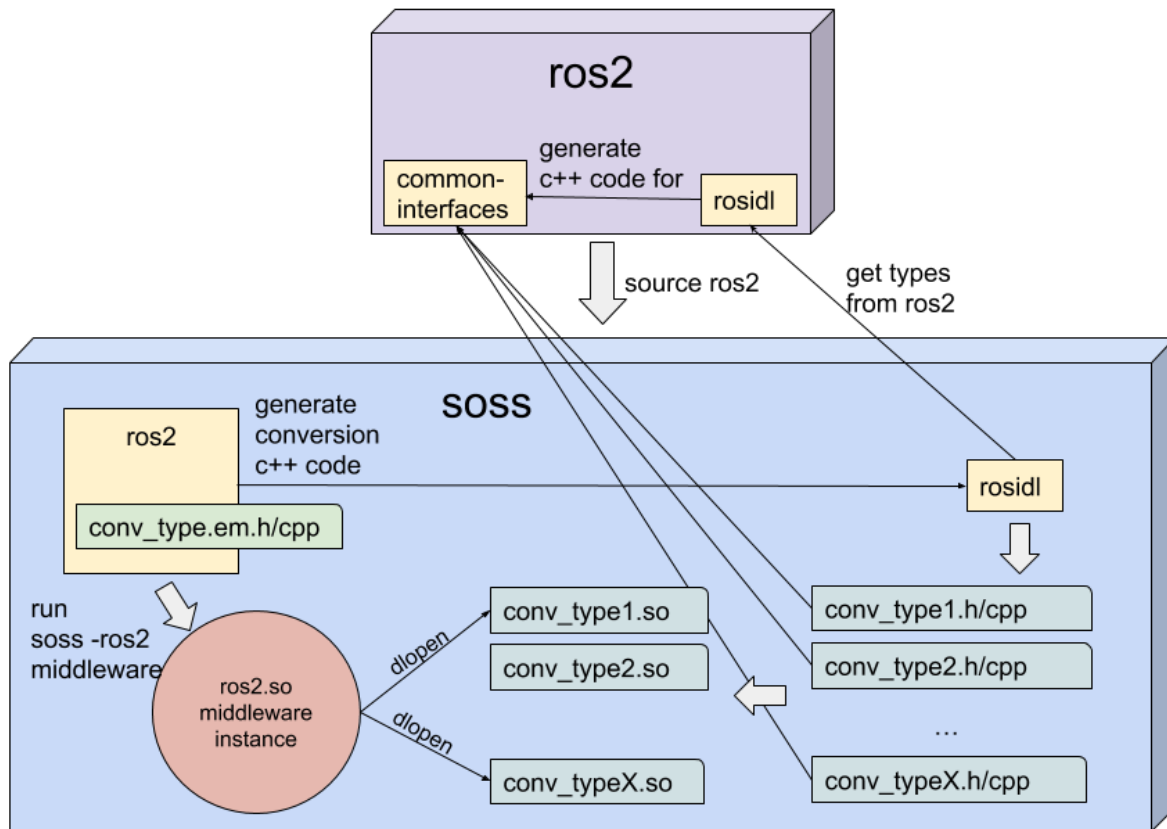 ros2
generate
c++ code for
common-
interfaces
rosidl
source ros2
get types
from ros2
soss
generate
conversion
c++ code
ros2
rosidl
conv_type.em.h/cpp
run
soss -ros2
middleware
ros2.so
middleware
instance
dlopen
dlopen
conv_type1.so
conv_type2.so
conv_typeX.so
conv_type1.h/cpp
conv_type2.h/cpp
...
conv_typeX.h/cpp